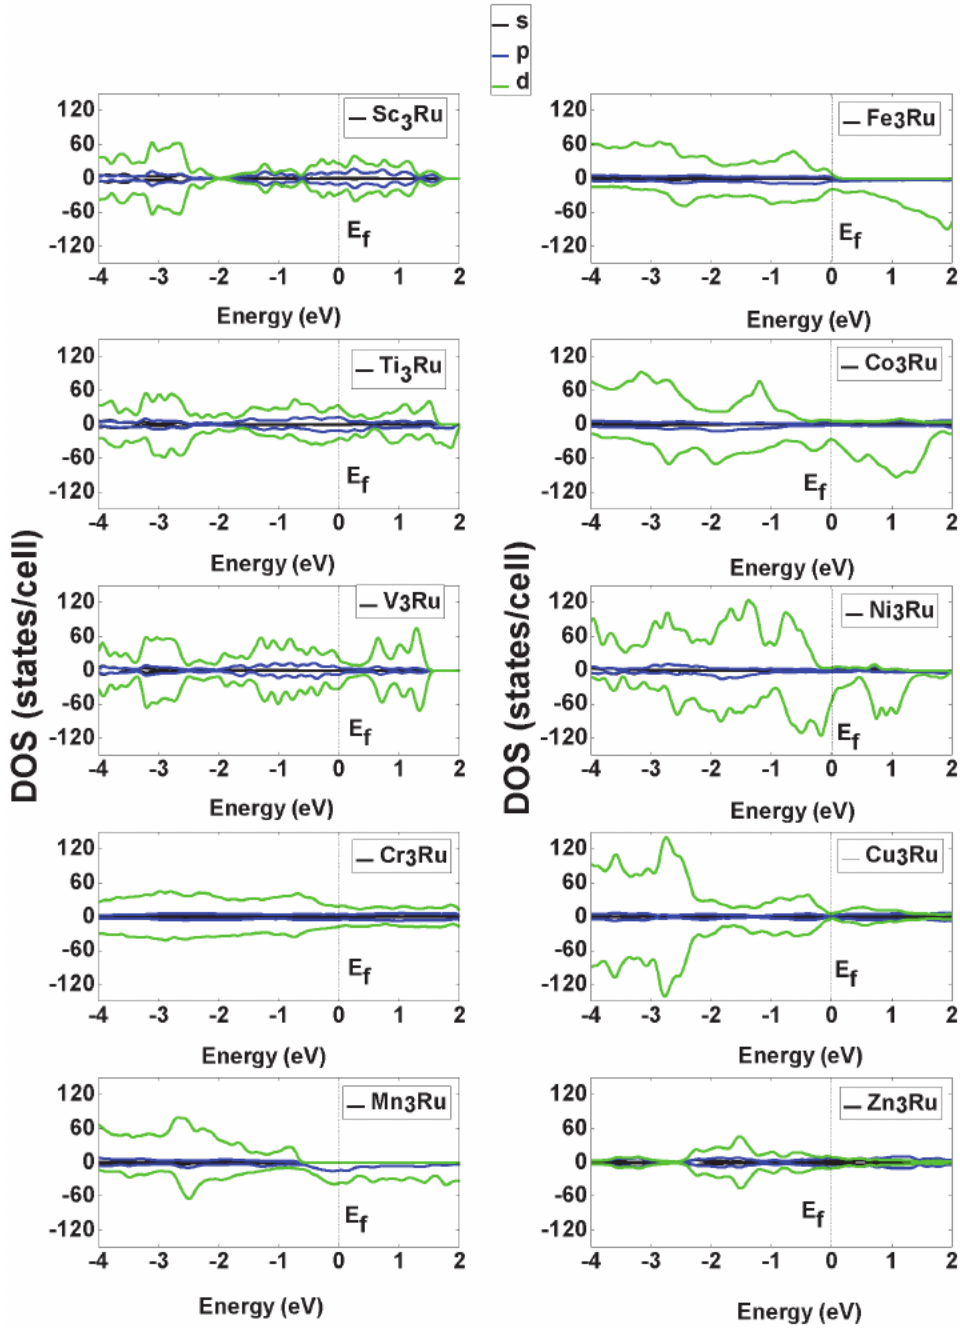 s
p
d
Sc3Ru
120
60
0
-60
-120
Ef
-4 -3 -2 -1 0 1 2
Energy (eV)
Fe3Ru
120
60
0
-60
-120
Ef
-4 -3 -2 -1 0 1 2
Energy (eV)
Ti3Ru
120
60
0
-60
-120
Ef
-4 -3 -2 -1 0 1 2
Energy (eV)
Co3Ru
120
60
0
-60
-120
Ef
-4 -3 -2 -1 0 1 2
Energy (eV)
DOS (states/cell)
V3Ru
120
60
0
-60
-120
Ef
-4 -3 -2 -1 0 1 2
Energy (eV)
DOS (states/cell)
Ni3Ru
120
60
0
-60
-120
Ef
-4 -3 -2 -1 0 1 2
Energy (eV)
Cr3Ru
120
60
0
-60
-120
Ef
-4 -3 -2 -1 0 1 2
Energy (eV)
Cu3Ru
120
60
0
-60
-120
Ef
-4 -3 -2 -1 0 1 2
Energy (eV)
Mn3Ru
120
60
0
-60
-120
Ef
-4 -3 -2 -1 0 1 2
Energy (eV)
Zn3Ru
120
60
0
-60
-120
Ef
-4 -3 -2 -1 0 1 2
Energy (eV)